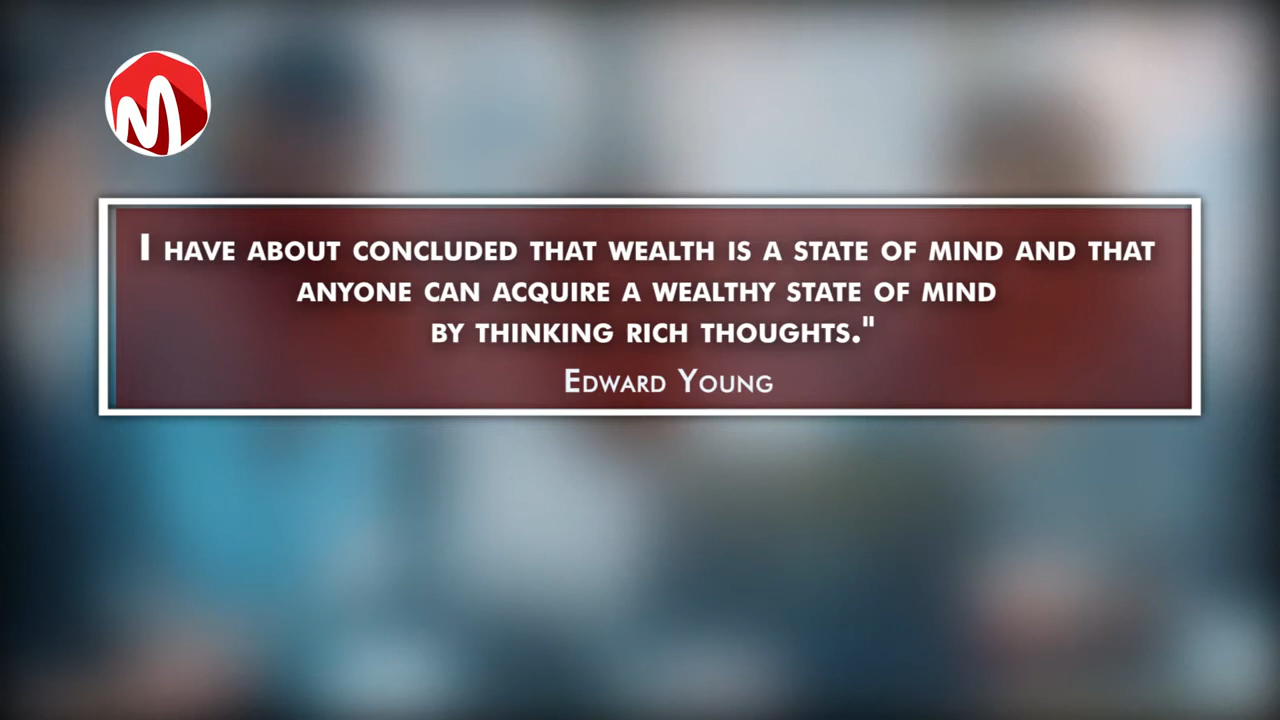 I HAVE ABOUT CONCLUDED THAT WEALTH IS A STATE OF MIND AND THAT
ANYONE CAN ACQUIRE A WEALTHY STATE OF MIND
BY THINKING RICH THOUGHTS."
EDWARD YOUNG